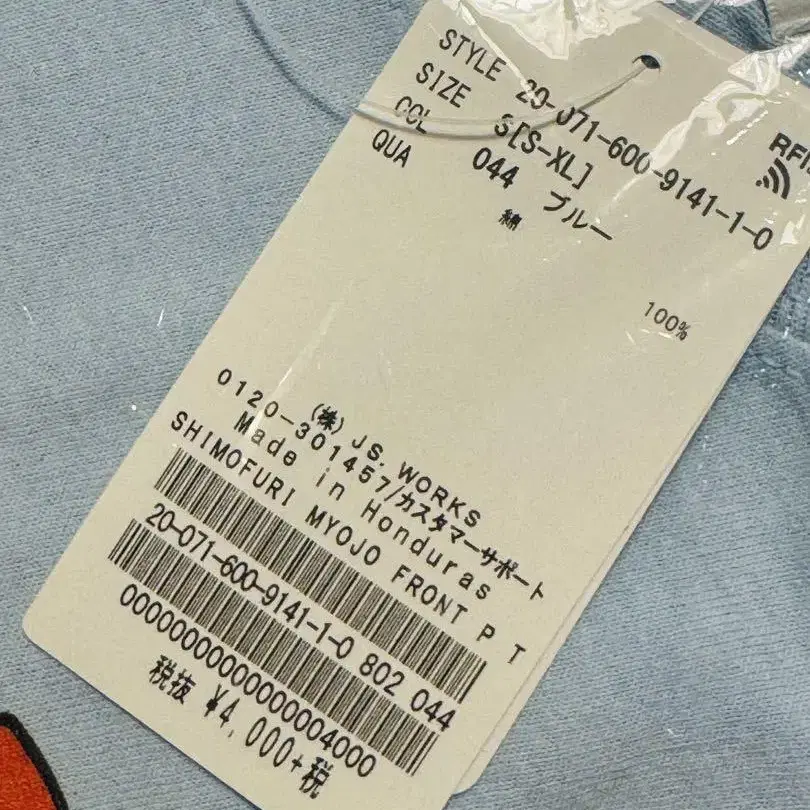 STYLE 20-071-600-9141-1-0
SIZE S[S-XL]
COL 044 ブルー
QUA 綿 100%
RFID
(株)JS.WORKS
0120-301457/カスタマーサポート
Made in Honduras
SHIMOFURI MYOJO FRONT P T
20-071-600-9141-1-0 802 044
0000000000000004000
税抜 ¥4,000+税